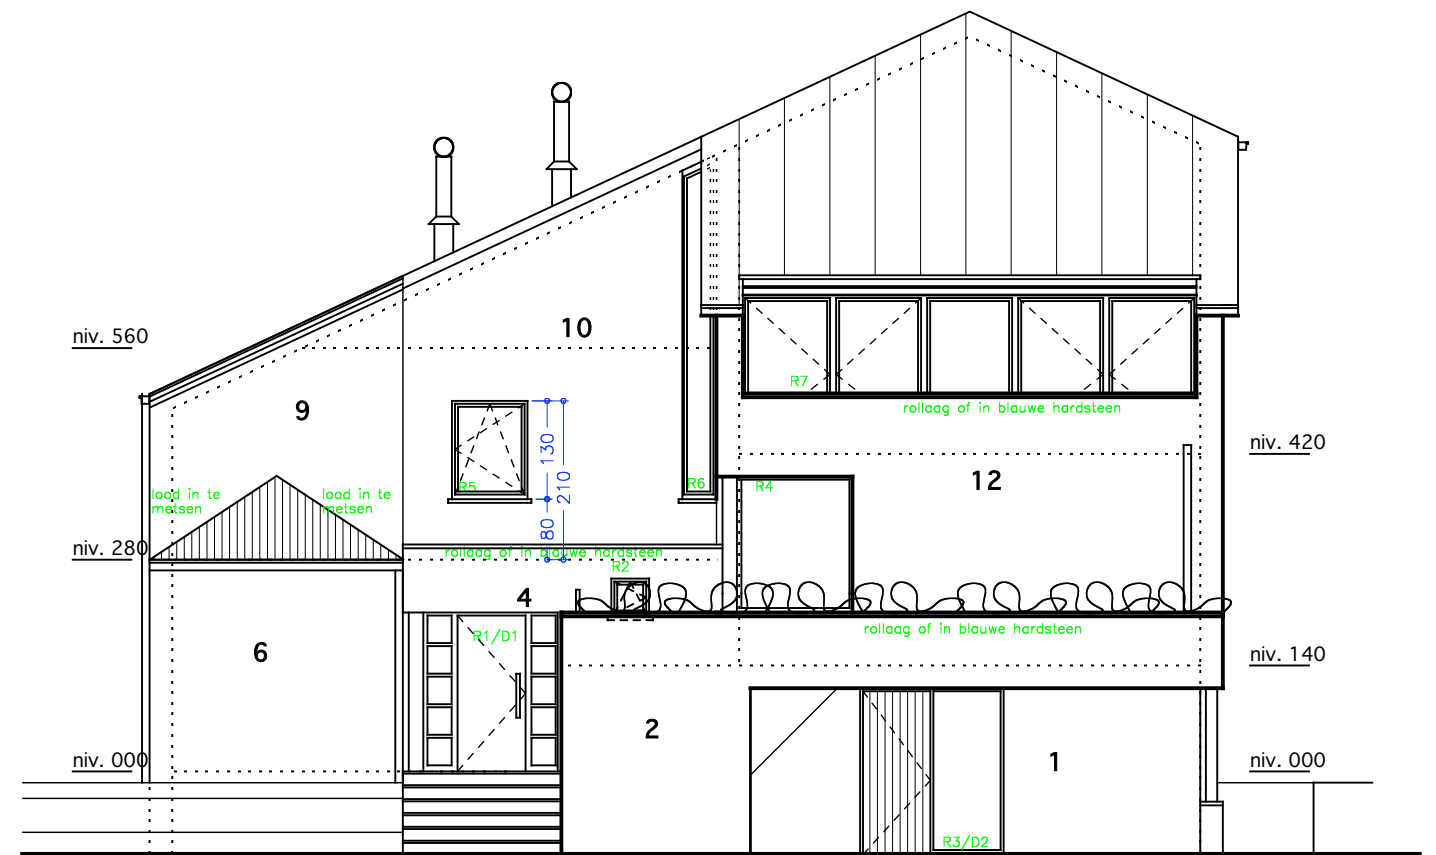 10
niv. 560
R7
rollaag of in blauwe hardsteen
9
niv. 420
130
12
R5
R6
R4
210
lood in te
metsen
lood in te
metsen
80
niv. 280
rollaag of in blauwe hardsteen
R2
4
R1/D1
rollaag of in blauwe hardsteen
6
niv. 140
2
niv. 000
1
niv. 000
R3/D2